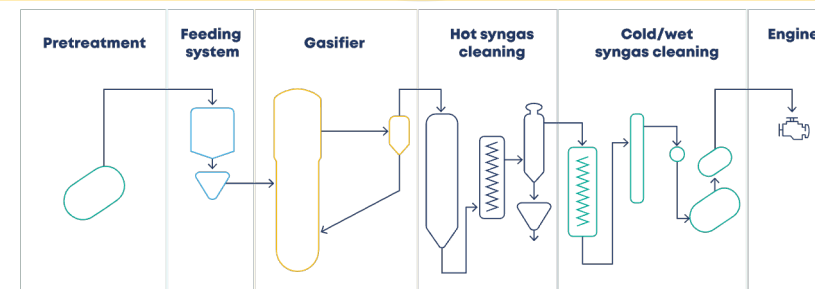 Pretreatment
Feeding
system
Gasifier
Hot syngas
cleaning
Cold/wet
syngas cleaning
Engine